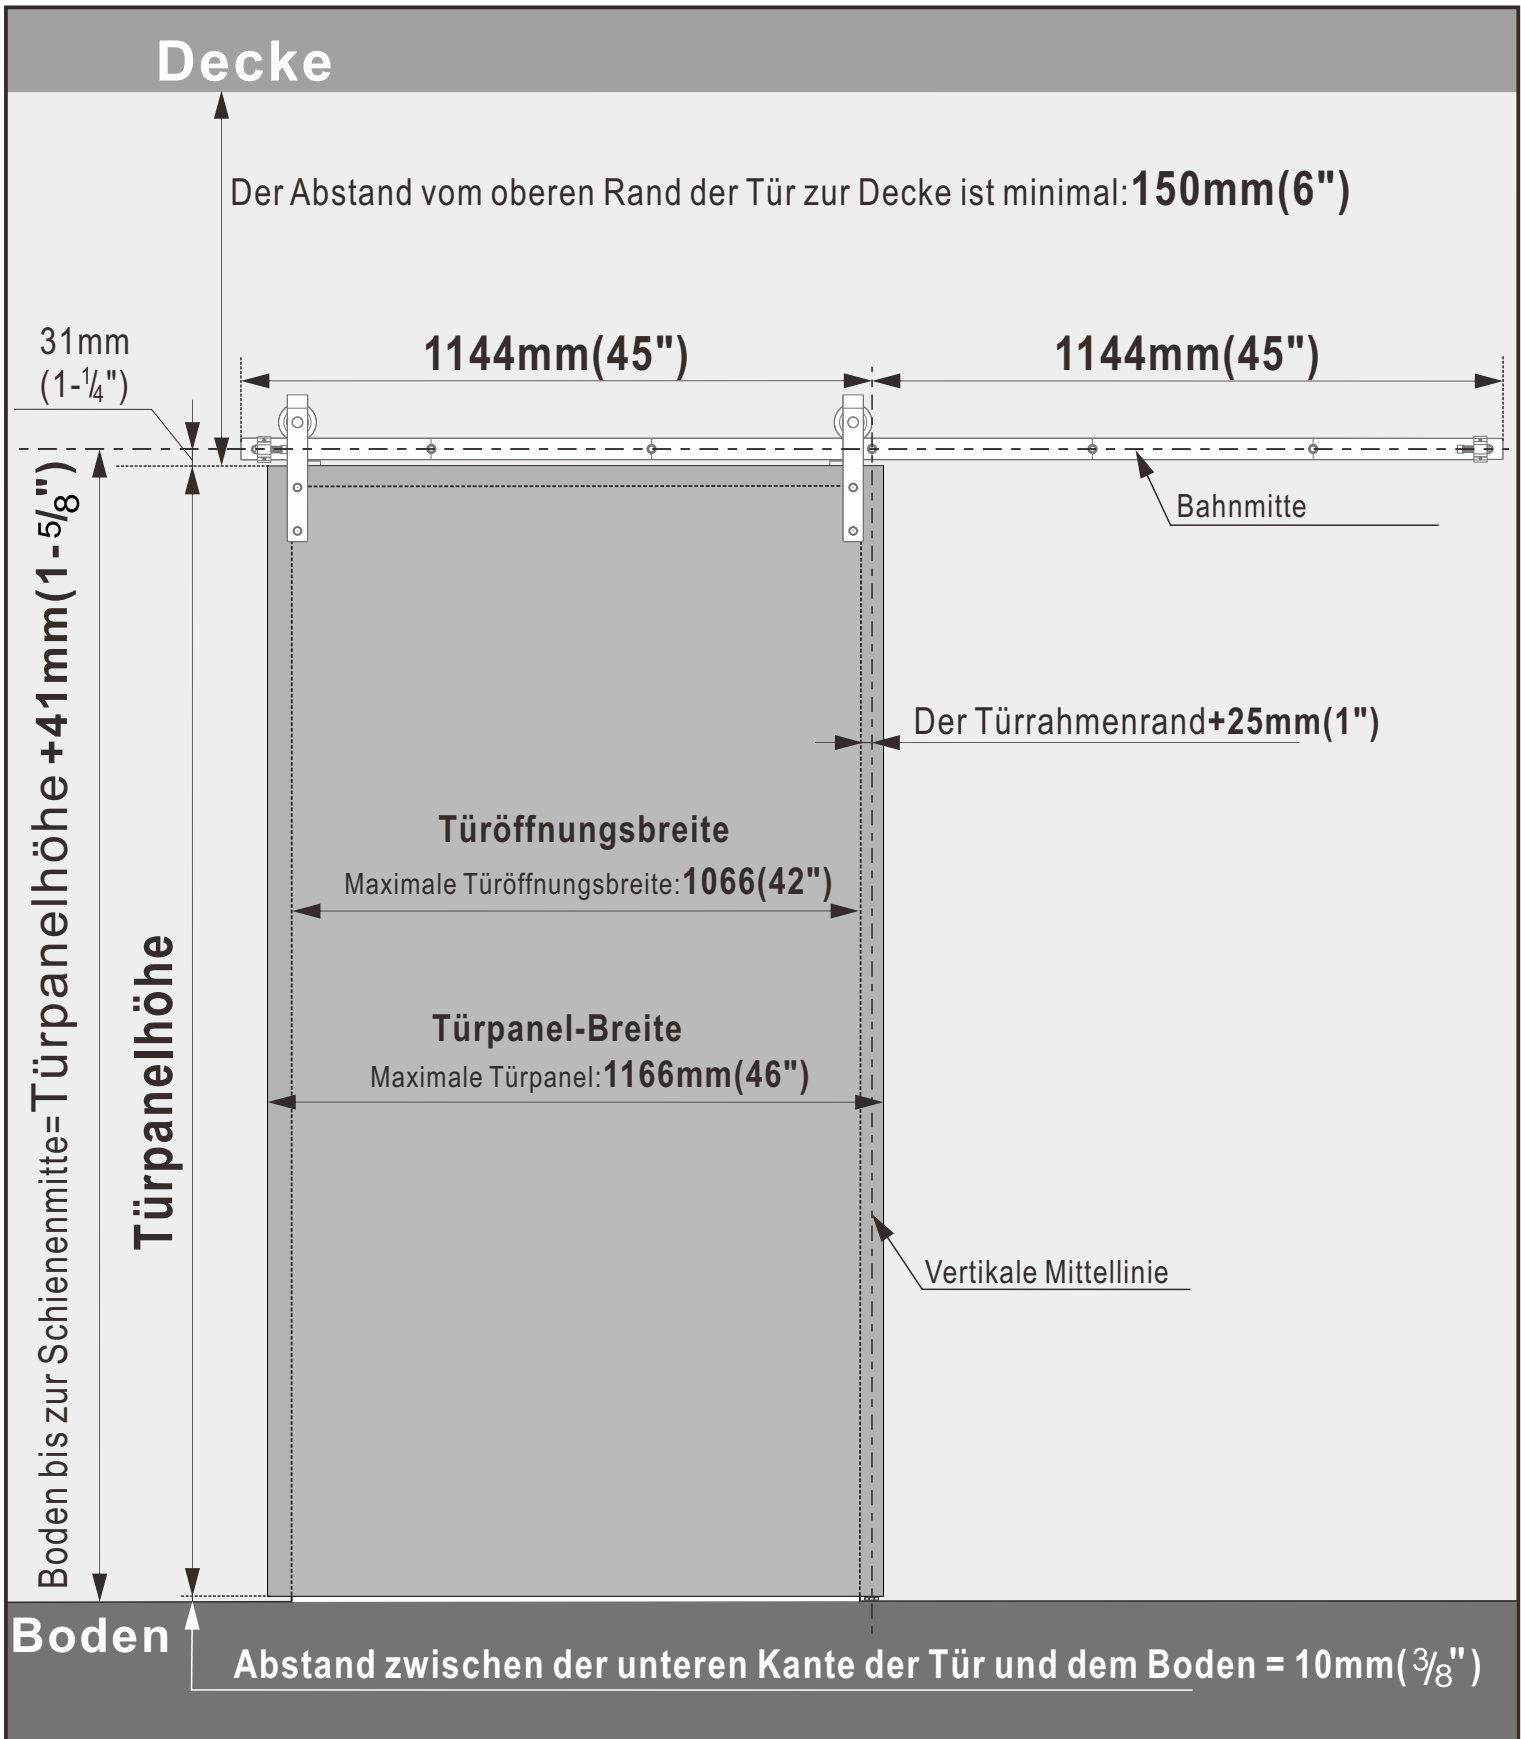 Decke
Der Abstand vom oberen Rand der Tür zur Decke ist minimal:150mm(6")
31mm
(1-1/4")
1144mm(45")
1144mm(45")
Bahnmitte
Der Türrahmenrand+25mm(1")
Türöffnungsbreite
Maximale Türöffnungsbreite:1066(42")
Türpanel-Breite
Maximale Türpanel:1166mm(46")
Boden bis zur Schienenmitte=Türpanelhöhe +41mm(1-5/8")
Türpanelhöhe
Vertikale Mittellinie
Boden
Abstand zwischen der unteren Kante der Tür und dem Boden = 10mm(3/8")